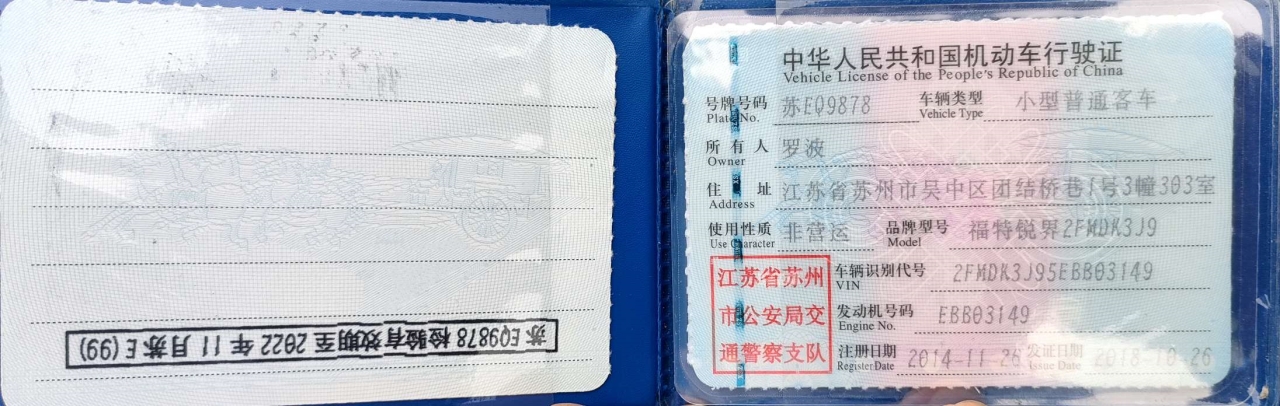 苏EQ9878 检验有效期至 2022 年 11 月苏E(99)
中华人民共和国机动车行驶证
Vehicle License of the People's Republic of China
号牌号码 苏EQ9878 车辆类型 小型普通客车
Plate No. Vehicle Type
所有人 罗波
Owner
住址 江苏省苏州市吴中区团结桥巷1号3幢303室
Address
使用性质 非营运 品牌型号 福特锐界2FMDK3J9
Use Character Model
江苏省苏州
市公安局交
通警察支队
车辆识别代号 2FMDK3J95EBB03149
VIN
发动机号码 EBB03149
Engine No.
注册日期 2014-11-26 发证日期 2018-10-26
Register Date Issue Date